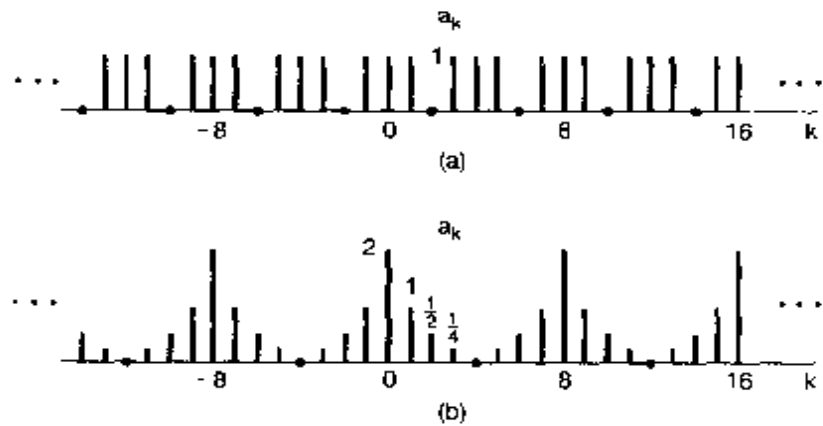 a_k
1
. . .
. . .
-8 0 8 16 k
(a)
a_k
2
1
1/2 1/4
. . .
. . .
-8 0 8 16 k
(b)